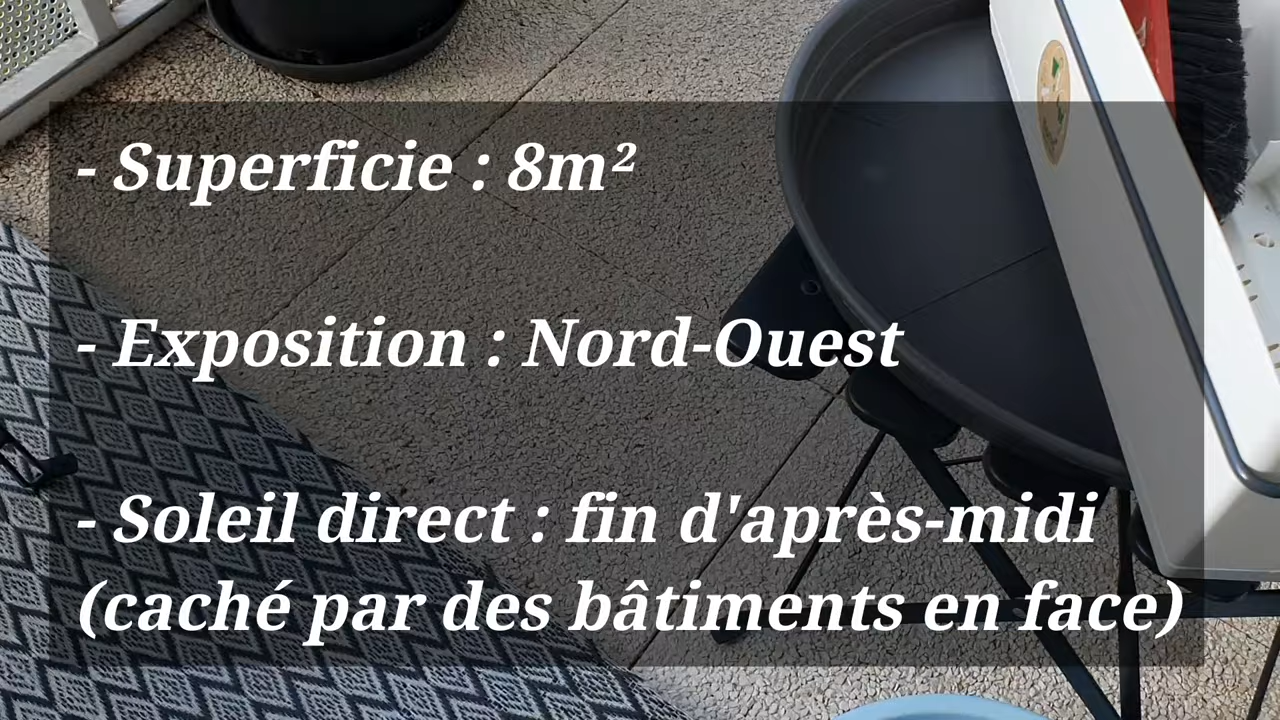 - Superficie : 8m²
- Exposition : Nord-Ouest
- Soleil direct : fin d'après-midi
(caché par des bâtiments en face)